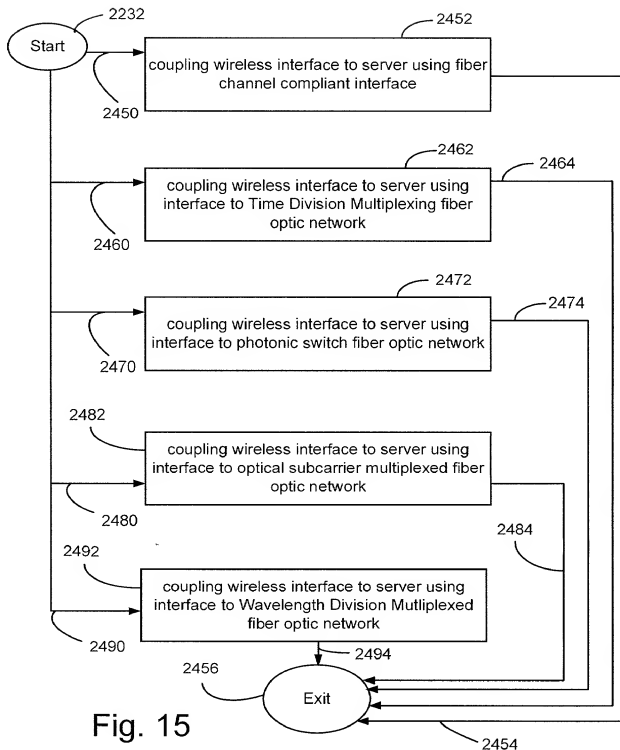 2232
Start
2452
coupling wireless interface to server using fiber
channel compliant interface
2450
2462
2464
coupling wireless interface to server using
interface to Time Division Multiplexing fiber
optic network
2460
2472
2474
coupling wireless interface to server using
interface to photonic switch fiber optic network
2470
2482
coupling wireless interface to server using
interface to optical subcarrier multiplexed fiber
optic network
2480
2484
2492
coupling wireless interface to server using
interface to Wavelength Division Mutliplexed
fiber optic network
2490
2494
2456
Exit
2454
Fig. 15